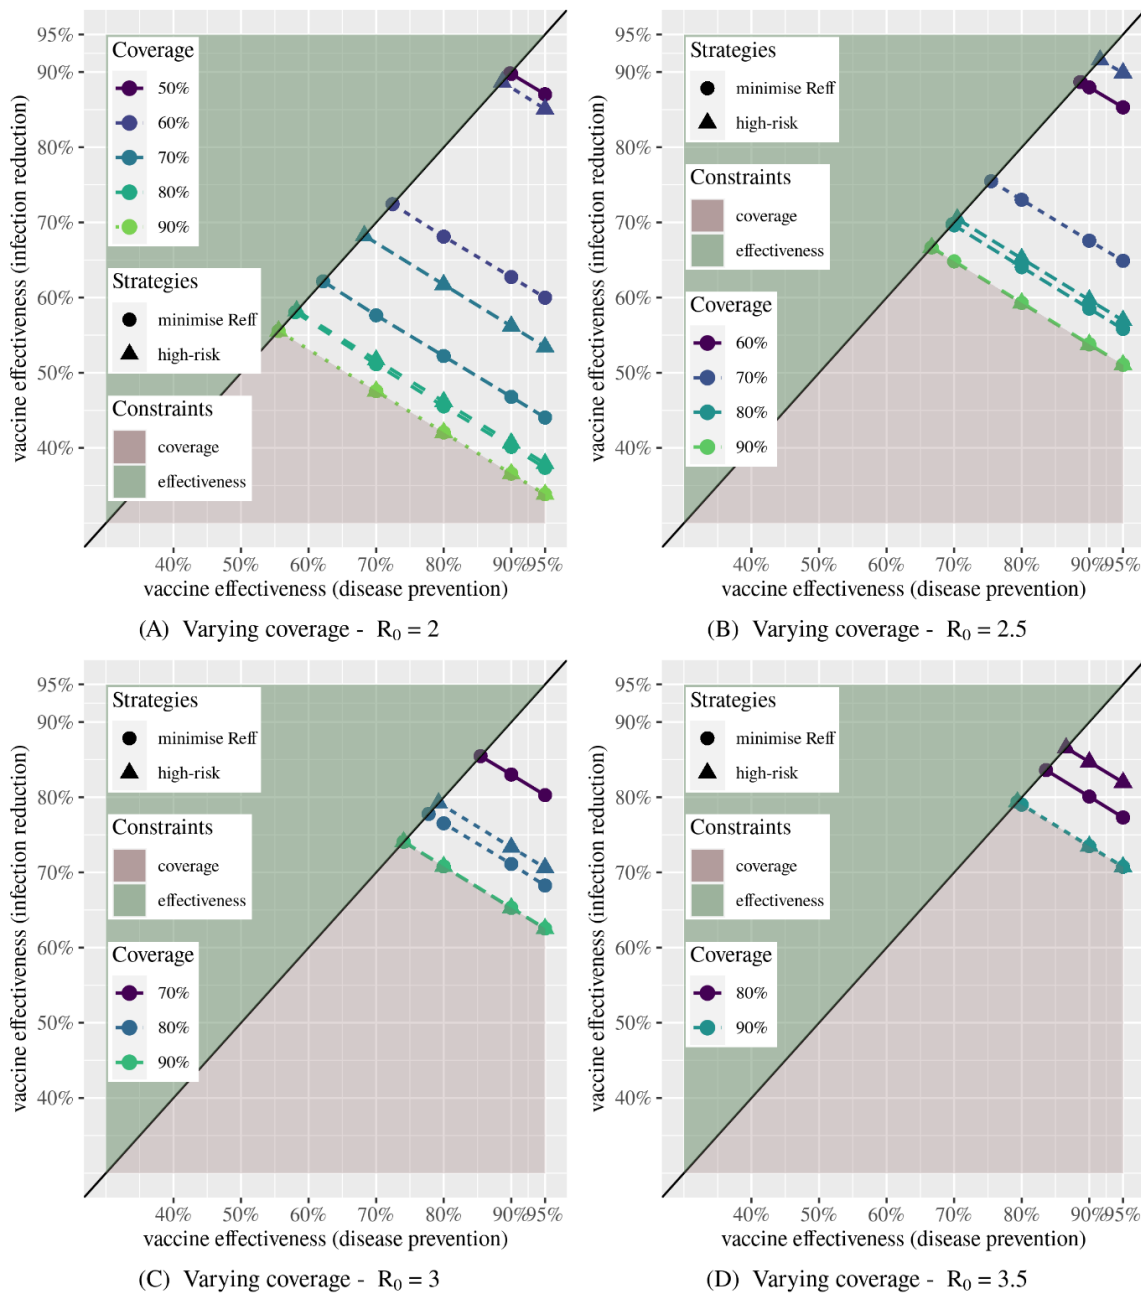 95%
90%
80%
70%
60%
50%
40%
vaccine effectiveness (infection reduction)
Coverage
50%
60%
70%
80%
90%
Strategies
minimise Reff
high-risk
Constraints
coverage
effectiveness
40% 50% 60% 70% 80% 90% 95%
vaccine effectiveness (disease prevention)
(A) Varying coverage - R₀ = 2
95%
90%
80%
70%
60%
50%
40%
vaccine effectiveness (infection reduction)
Strategies
minimise Reff
high-risk
Constraints
coverage
effectiveness
Coverage
60%
70%
80%
90%
40% 50% 60% 70% 80% 90% 95%
vaccine effectiveness (disease prevention)
(B) Varying coverage - R₀ = 2.5
95%
90%
80%
70%
60%
50%
40%
vaccine effectiveness (infection reduction)
Strategies
minimise Reff
high-risk
Constraints
coverage
effectiveness
Coverage
70%
80%
90%
40% 50% 60% 70% 80% 90% 95%
vaccine effectiveness (disease prevention)
(C) Varying coverage - R₀ = 3
95%
90%
80%
70%
60%
50%
40%
vaccine effectiveness (infection reduction)
Strategies
minimise Reff
high-risk
Constraints
coverage
effectiveness
Coverage
80%
90%
40% 50% 60% 70% 80% 90% 95%
vaccine effectiveness (disease prevention)
(D) Varying coverage - R₀ = 3.5